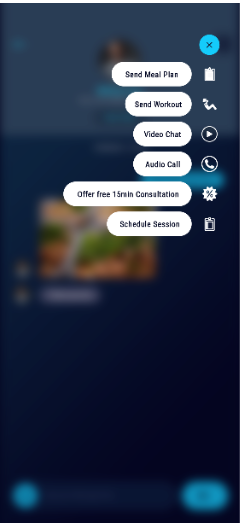 Send Meal Plan
Send Workout
Video Chat
Audio Call
Offer free 15min Consultation
Schedule Session